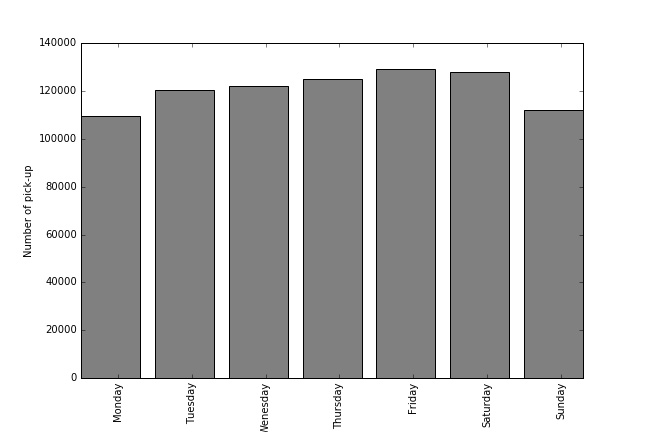 140000
120000
100000
80000
60000
40000
20000
0
Number of pick-up
Monday
Tuesday
Wenesday
Thursday
Friday
Saturday
Sunday